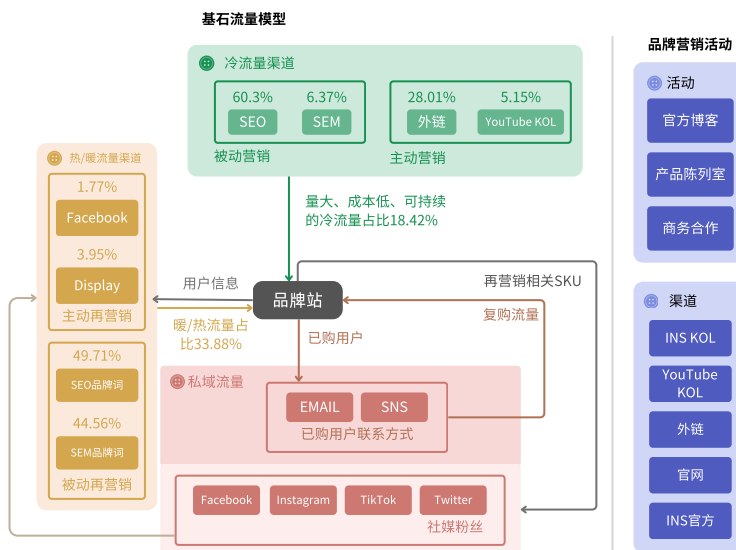 基石流量模型
冷流量渠道
60.3%
6.37%
SEO
SEM
被动营销
28.01%
5.15%
外链
YouTube KOL
主动营销
热/暖流量渠道
1.77%
Facebook
3.95%
Display
主动再营销
49.71%
SEO品牌词
44.56%
SEM品牌词
被动再营销
量大、成本低、可持续
的冷流量占比18.42%
用户信息
品牌站
暖/热流量占
比33.88%
再营销相关SKU
复购流量
已购用户
私域流量
EMAIL
SNS
已购用户联系方式
Facebook
Instagram
TikTok
Twitter
社媒粉丝
品牌营销活动
活动
官方博客
产品陈列室
商务合作
渠道
INS KOL
YouTube
KOL
外链
官网
INS官方